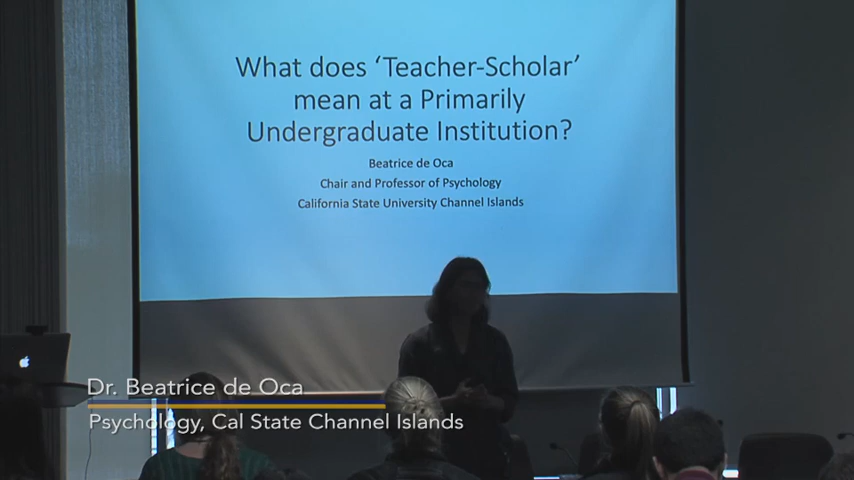 What does ‘Teacher-Scholar’
mean at a Primarily
Undergraduate Institution?
Beatrice de Oca
Chair and Professor of Psychology
California State University Channel Islands
Dr. Beatrice de Oca
Psychology, Cal State Channel Islands